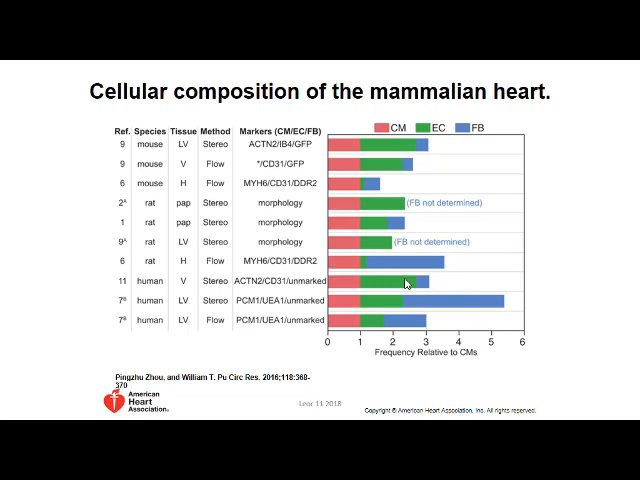 Cellular composition of the mammalian heart.
CM EC FB
Ref. Species Tissue Method Markers (CM/EC/FB)
9 mouse LV Stereo ACTN2/IB4/GFP
9 mouse V Flow */CD31/GFP
6 mouse H Flow MYH6/CD31/DDR2
2A rat pap Stereo morphology (FB not determined)
1 rat pap Stereo morphology
9A rat LV Stereo morphology (FB not determined)
6 rat H Flow MYH6/CD31/DDR2
11 human V Stereo ACTN2/CD31/unmarked
7B human LV Stereo PCM1/UEA1/unmarked
7B human LV Flow PCM1/UEA1/unmarked
0 1 2 3 4 5 6
Frequency Relative to CMs
Pingzhu Zhou, and William T. Pu Circ Res. 2016;118:368-
370
American
Heart
Association®
Leor 11 2018
Copyright © American Heart Association, Inc. All rights reserved.